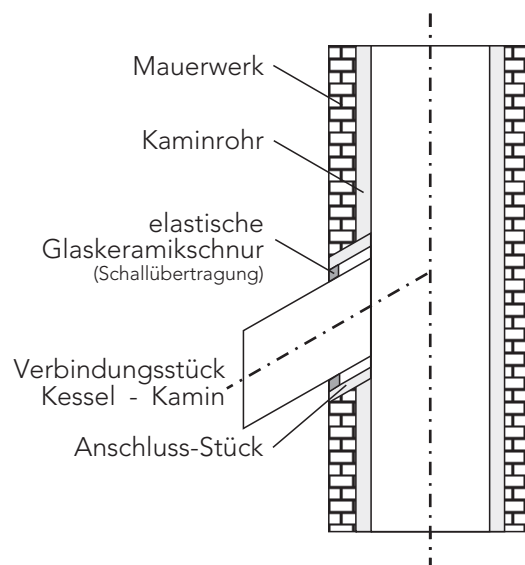 Mauerwerk
Kaminrohr
elastische
Glaskeramikschnur
(Schallübertragung)
Verbindungsstück
Kessel - Kamin
Anschluss-Stück